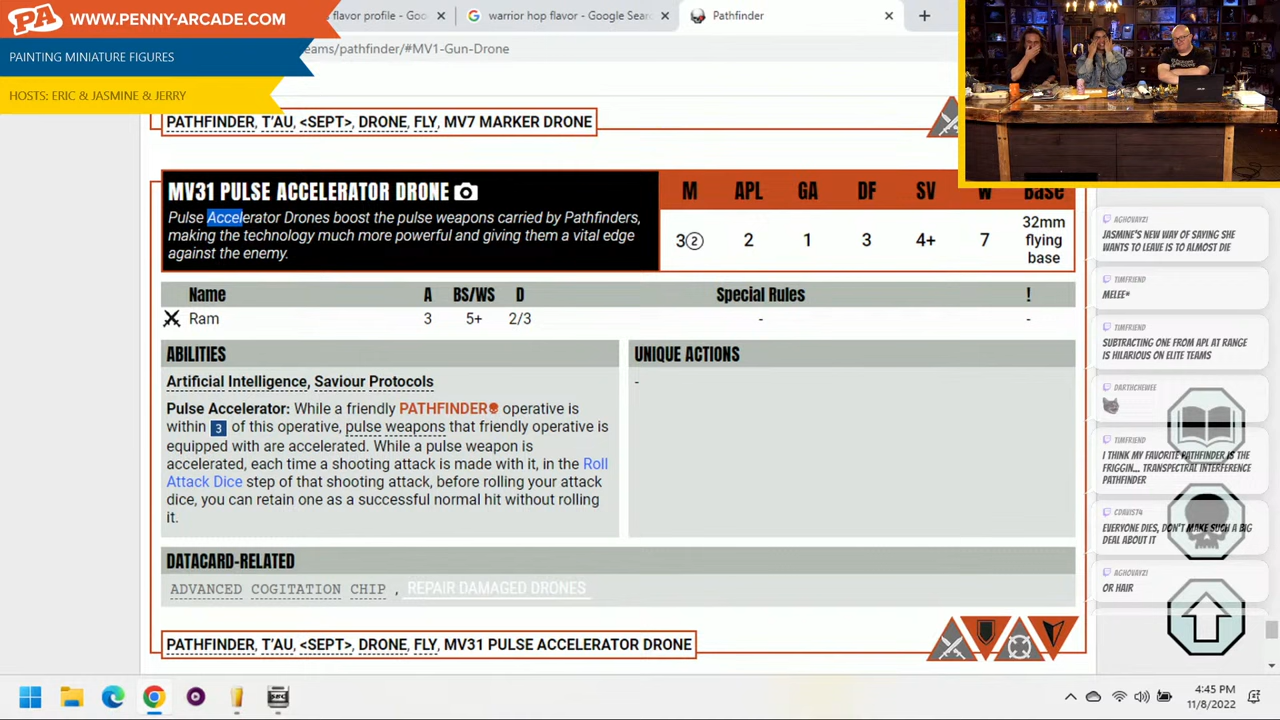 WWW.PENNY-ARCADE.COM
PAINTING MINIATURE FIGURES
HOSTS: ERIC & JASMINE & JERRY
flavor profile - Goo
warrior hop flavor - Google Sear
Pathfinder
eams/pathfinder/#MV1-Gun-Drone
PATHFINDER, T'AU, <SEPT>, DRONE, FLY, MV7 MARKER DRONE
MV31 PULSE ACCELERATOR DRONE
Pulse Accelerator Drones boost the pulse weapons carried by Pathfinders,
making the technology much more powerful and giving them a vital edge
against the enemy.
M APL GA DF SV W Base
3② 2 1 3 4+ 7 32mm
flying
base
Name A BS/WS D Special Rules !
Ram 3 5+ 2/3 - -
ABILITIES
Artificial Intelligence, Saviour Protocols
Pulse Accelerator: While a friendly PATHFINDER operative is
within 3 of this operative, pulse weapons that friendly operative is
equipped with are accelerated. While a pulse weapon is
accelerated, each time a shooting attack is made with it, in the Roll
Attack Dice step of that shooting attack, before rolling your attack
dice, you can retain one as a successful normal hit without rolling
it.
UNIQUE ACTIONS
-
DATACARD-RELATED
ADVANCED COGITATION CHIP , REPAIR DAMAGED DRONES
PATHFINDER, T'AU, <SEPT>, DRONE, FLY, MV31 PULSE ACCELERATOR DRONE
AGHOVAYZI
JASMINE'S NEW WAY OF SAYING SHE
WANTS TO LEAVE IS TO ALMOST DIE
TIMFRIEND
MELEE*
TIMFRIEND
SUBTRACTING ONE FROM APL AT RANGE
IS HILARIOUS ON ELITE TEAMS
DARTHCHEWEE
TIMFRIEND
I THINK MY FAVORITE PATHFINDER IS THE
FRIGGIN... TRANSPECTRAL INTERFERENCE
PATHFINDER
CDAVIS74
EVERYONE DIES, DON'T MAKE SUCH A BIG
DEAL ABOUT IT
AGHOVAYZI
OR HAIR
4:45 PM
11/8/2022